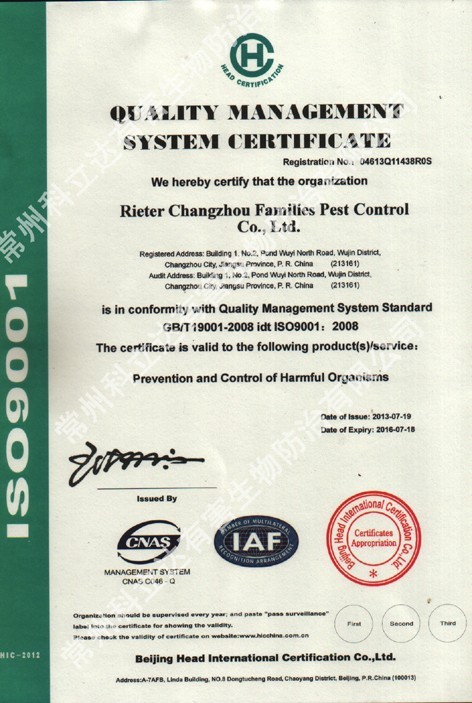 HEAD CERTIFICATION
QUALITY MANAGEMENT
SYSTEM CERTIFICATE
Registration No.: 04613Q11438R0S
We hereby certify that the organization
Rieter Changzhou Families Pest Control
Co., Ltd.
Registered Address: Building 1, No.2, Pond Wuyi North Road, Wujin District,
Changzhou City, Jiangsu Province, P. R. China (213161)
Audit Address: Building 1, No.2, Pond Wuyi North Road, Wujin District,
Changzhou City, Jiangsu Province, P. R. China (213161)
is in conformity with Quality Management System Standard
GB/T19001-2008 idt ISO9001: 2008
The certificate is valid to the following product(s)/service:
Prevention and Control of Harmful Organisms
Date of Issue: 2013-07-19
Date of Expiry: 2016-07-18
Issued By
ISO9001
CNAS
MANAGEMENT SYSTEM
CNAS C046-Q
MEMBER OF MULTILATERAL
IAF
RECOGNITION ARRANGEMENT
Beijing Head International Certification Co.,Ltd.
Certificates
Appropriation
Organization should be supervised every year; and paste "pass surveillance"
label into the certificate for showing the validity.
Please check the validity of certificate on website:www.hicchina.com.cn
First
Second
Third
HIC-2012
Beijing Head International Certification Co.,Ltd.
Address:A-7AFB, Linda Building, NO.8 Dongtucheng Road, Chaoyang District, Beijing, P.R.China (100013)